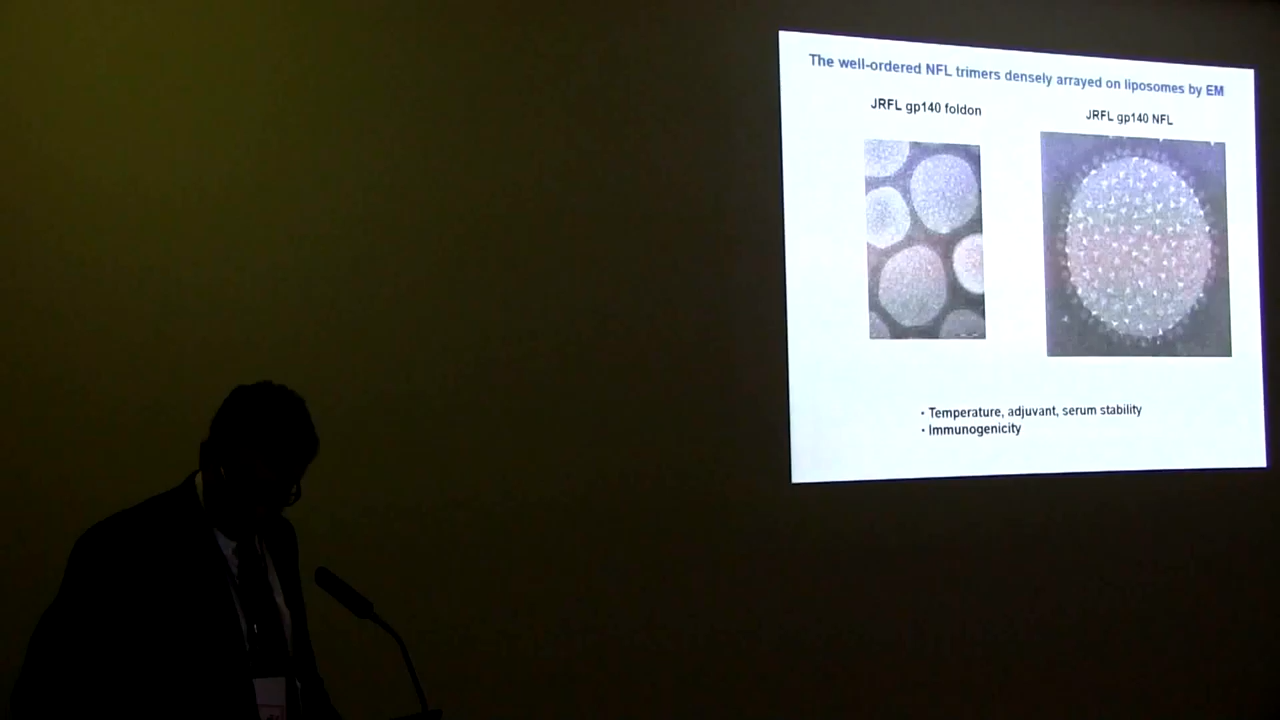 The well-ordered NFL trimers densely arrayed on liposomes by EM
JRFL gp140 foldon
JRFL gp140 NFL
• Temperature, adjuvant, serum stability
• Immunogenicity